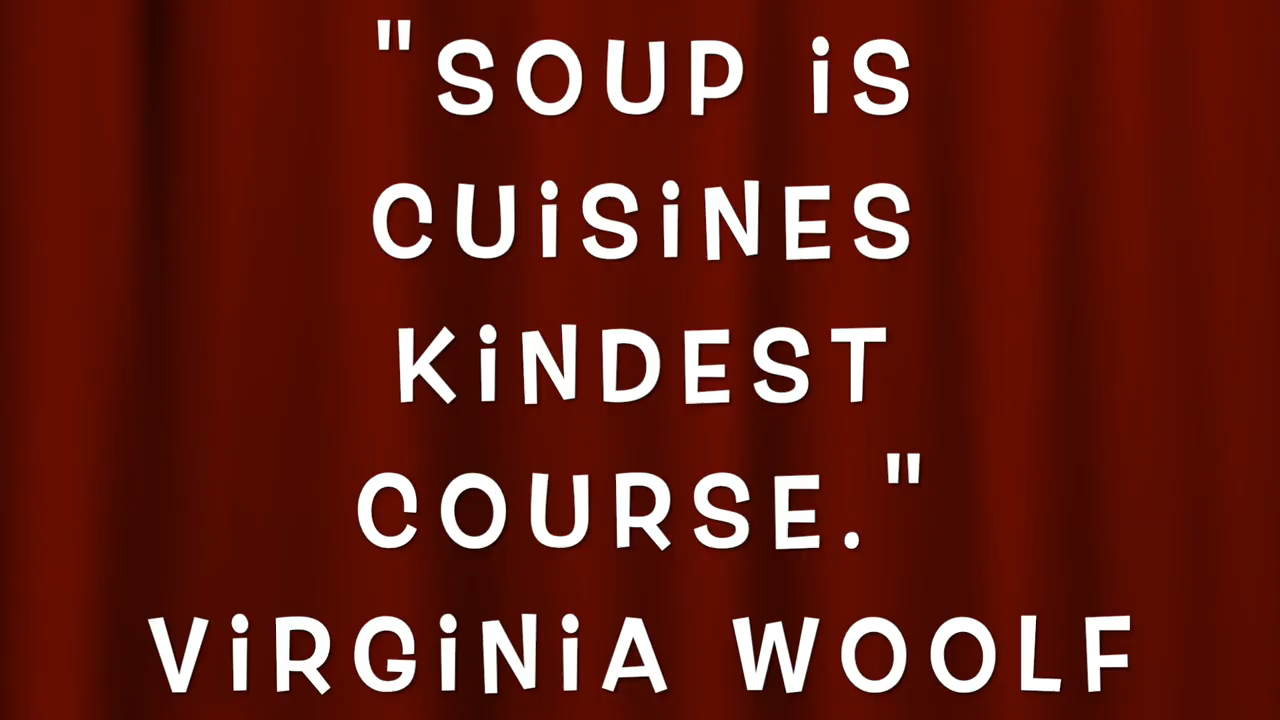 "SOUP iS
CUiSiNES
KiNDEST
COURSE."
ViRGiNiA WOOLF